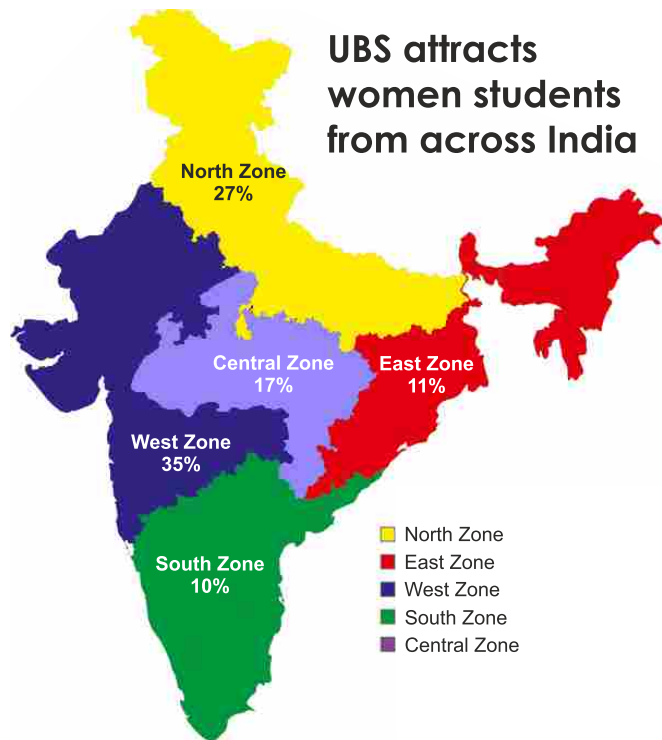 UBS attracts
women students
from across India
North Zone
27%
Central Zone
17%
East Zone
11%
West Zone
35%
South Zone
10%
North Zone
East Zone
West Zone
South Zone
Central Zone